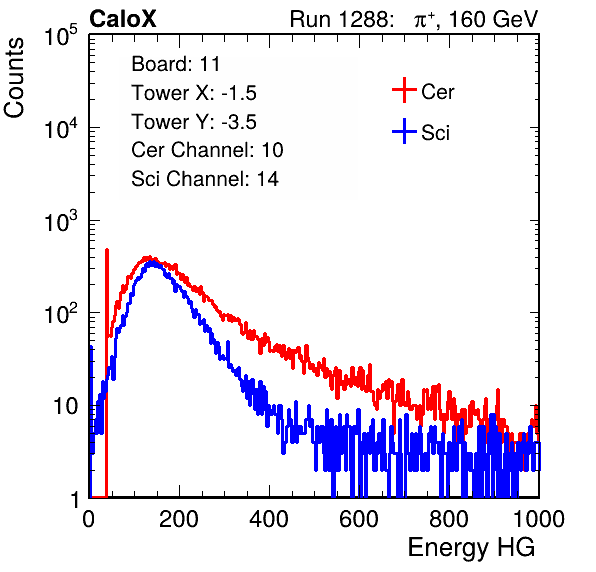 CaloX Run 1288: π⁺, 160 GeV
Counts
10⁵
10⁴
10³
10²
10
1
Board: 11
Tower X: -1.5
Tower Y: -3.5
Cer Channel: 10
Sci Channel: 14
Cer
Sci
0 200 400 600 800 1000
Energy HG